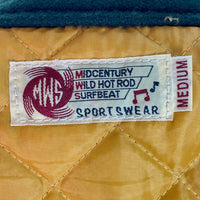 MWS
MIDCENTURY
WILD HOT ROD
SURFBEAT
SPORTSWEAR
MEDIUM